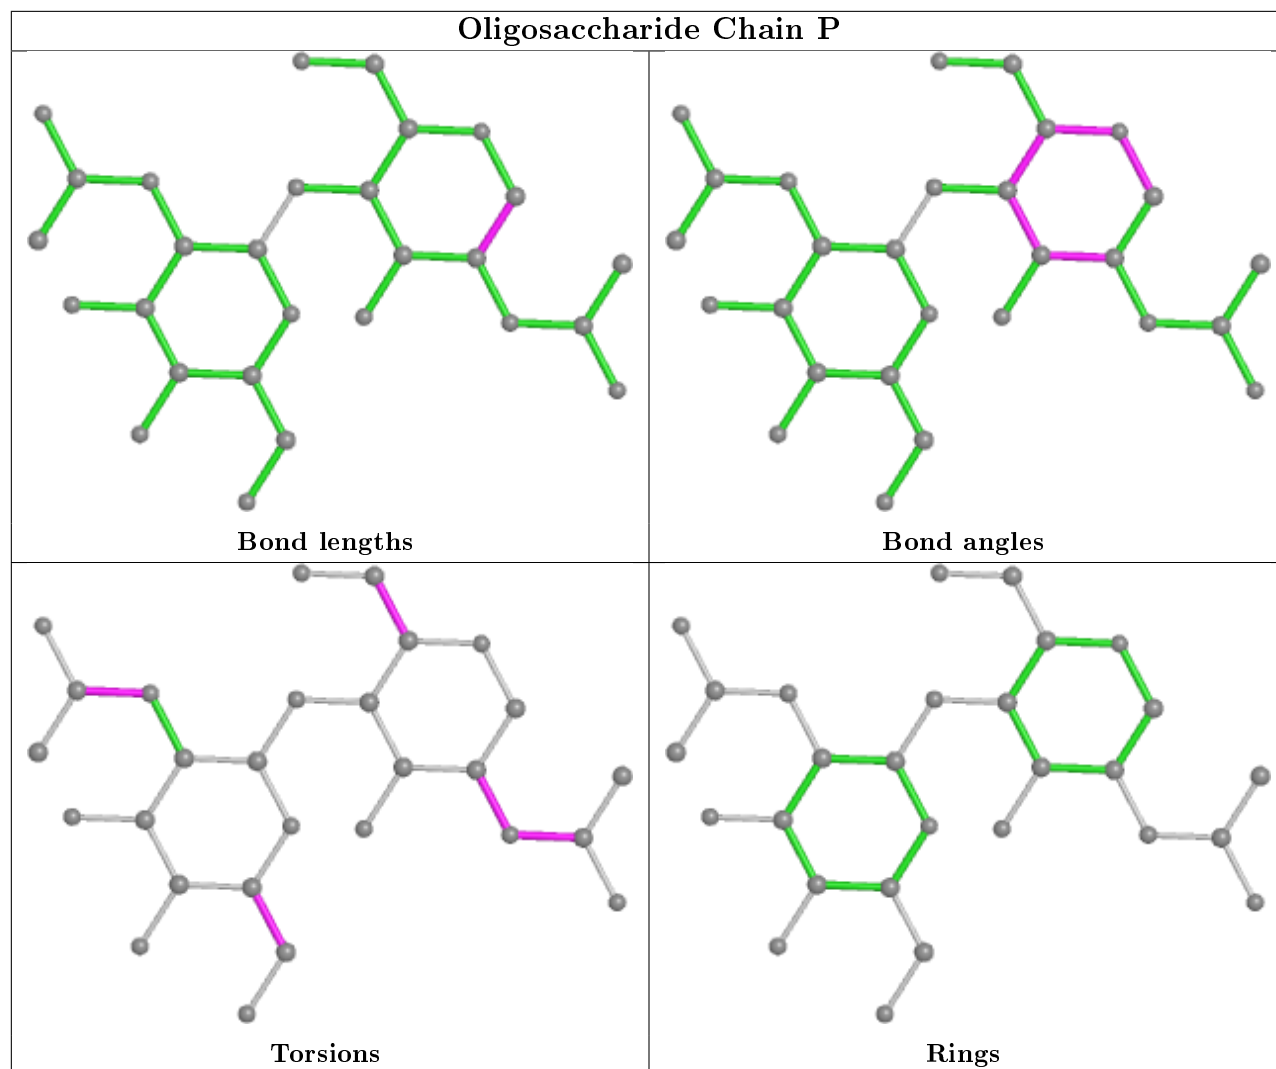 Oligosaccharide Chain P
Bond lengths
Bond angles
Torsions
Rings